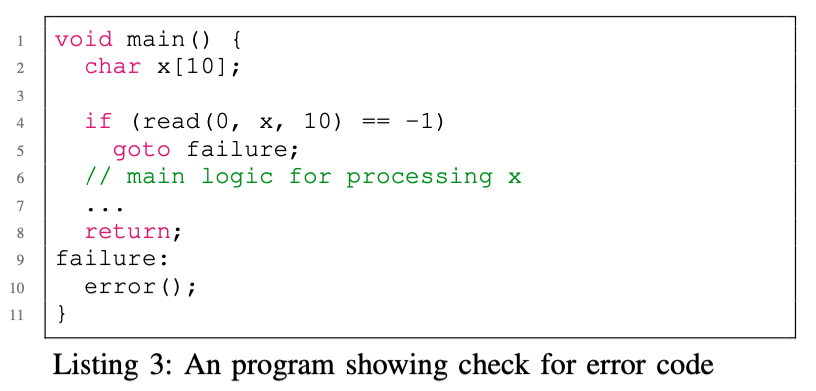 1 void main() {
2   char x[10];
3
4   if (read(0, x, 10) == -1)
5     goto failure;
6   // main logic for processing x
7   ...
8   return;
9 failure:
10   error();
11 }
Listing 3: An program showing check for error code